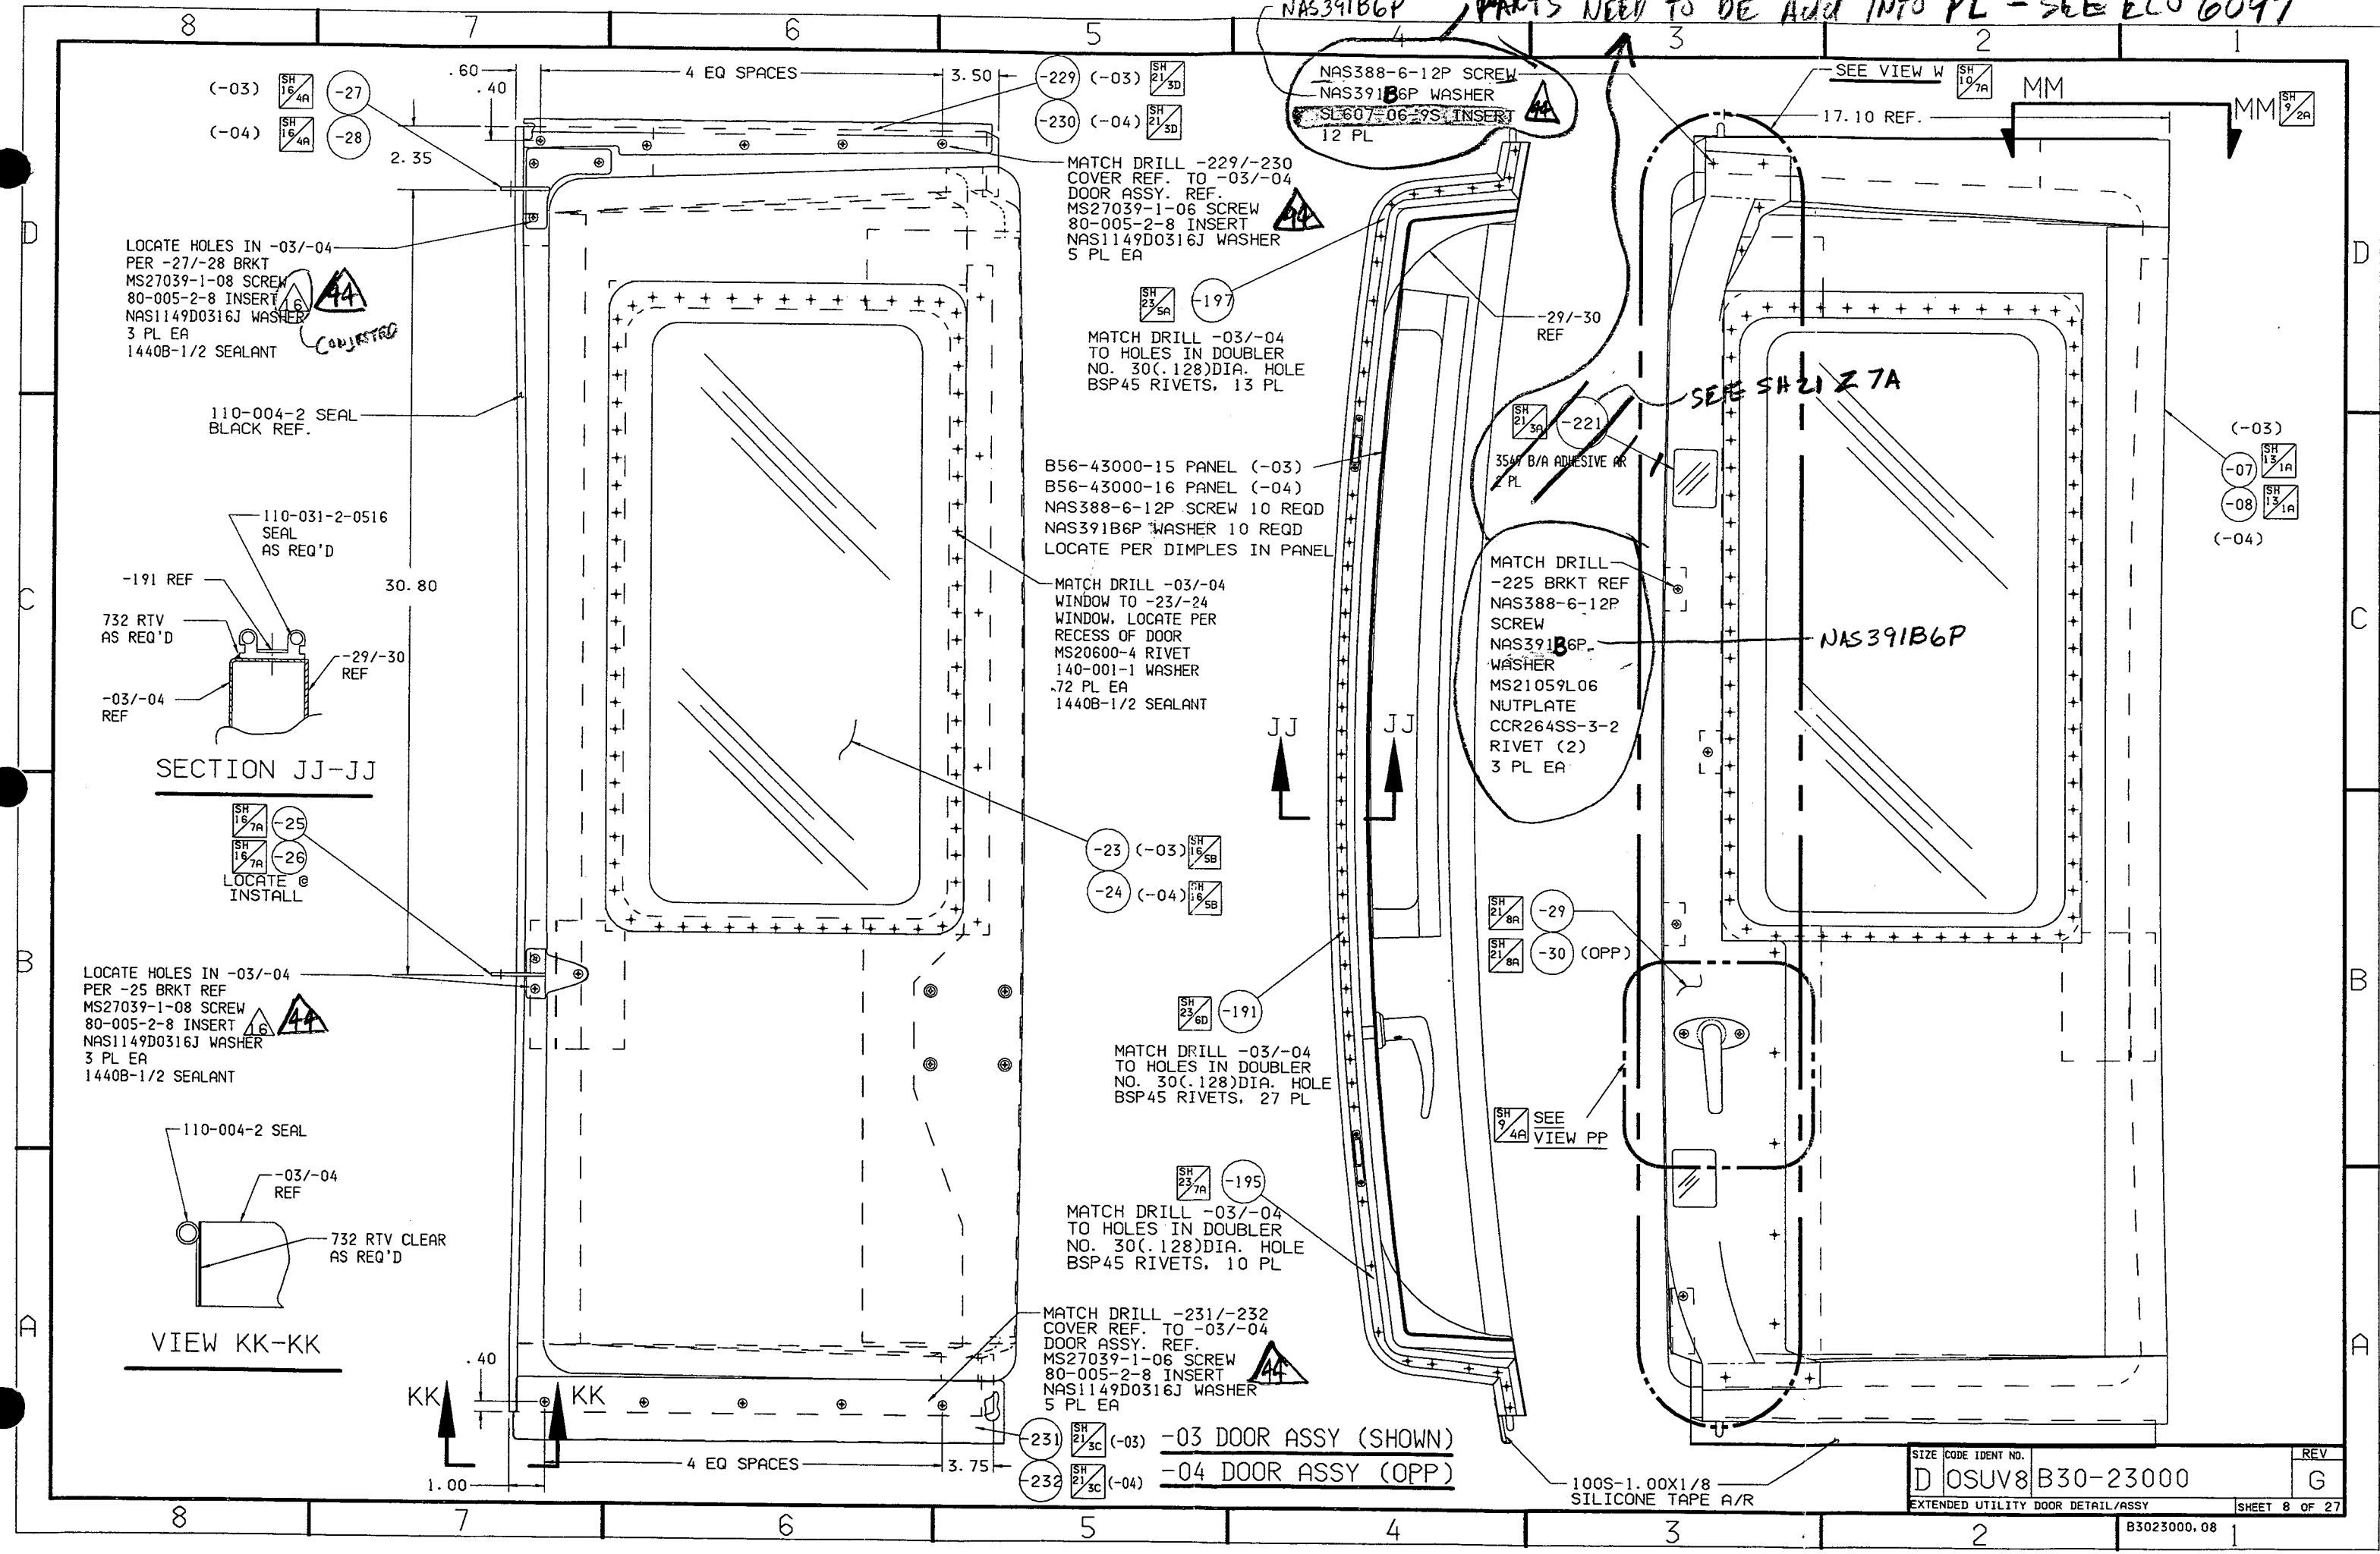 NAS391B6P
PARTS NEED TO BE ADD INTO PL - SEE ECO 6097
8
7
6
5
4
3
2
1
(-03) SH 16 4A -27
(-04) SH 16 4A -28
.60
4 EQ SPACES
3.50
.40
2.35
-229 (-03) SH 21 3D
-230 (-04) SH 21 3D
NAS388-6-12P SCREW
NAS391B6P WASHER
SL607-06-9S INSERT
12 PL
44
SEE VIEW W SH 10 7A
MM
MM SH 9 2A
17.10 REF.
MATCH DRILL -229/-230
COVER REF. TO -03/-04
DOOR ASSY. REF.
MS27039-1-06 SCREW
80-005-2-8 INSERT
NAS1149D0316J WASHER
5 PL EA
44
D
D
LOCATE HOLES IN -03/-04
PER -27/-28 BRKT
MS27039-1-08 SCREW
80-005-2-8 INSERT 16 44
NAS1149D0316J WASHER
3 PL EA
1440B-1/2 SEALANT
SH 23 5A -197
MATCH DRILL -03/-04
TO HOLES IN DOUBLER
NO. 30(.128)DIA. HOLE
BSP45 RIVETS, 13 PL
-29/-30
REF
SEE SH 21 Z 7A
SH 21 3A -221
3549 B/A ADHESIVE AR
2 PL
110-004-2 SEAL
BLACK REF.
(-03)
-07 SH 13 1A
-08 SH 13 1A
(-04)
B56-43000-15 PANEL (-03)
B56-43000-16 PANEL (-04)
NAS388-6-12P SCREW 10 REQD
NAS391B6P WASHER 10 REQD
LOCATE PER DIMPLES IN PANEL
110-031-2-0516
SEAL
AS REQ'D
-191 REF
732 RTV
AS REQ'D
-29/-30
REF
-03/-04
REF
SECTION JJ-JJ
30.80
C
C
MATCH DRILL -03/-04
WINDOW TO -23/-24
WINDOW, LOCATE PER
RECESS OF DOOR
MS20600-4 RIVET
140-001-1 WASHER
72 PL EA
1440B-1/2 SEALANT
MATCH DRILL
-225 BRKT REF
NAS388-6-12P
SCREW
NAS391B6P
WASHER
MS21059L06
NUTPLATE
CCR264SS-3-2
RIVET (2)
3 PL EA
NAS391B6P
JJ
JJ
SH 16 7A -25
SH 16 7A -26
LOCATE @
INSTALL
-23 (-03) SH 16 5B
-24 (-04) SH 16 5B
SH 21 8A -29
SH 21 8A -30 (OPP)
B
B
LOCATE HOLES IN -03/-04
PER -25 BRKT REF
MS27039-1-08 SCREW
80-005-2-8 INSERT 16 44
NAS1149D0316J WASHER
3 PL EA
1440B-1/2 SEALANT
SH 23 6D -191
MATCH DRILL -03/-04
TO HOLES IN DOUBLER
NO. 30(.128)DIA. HOLE
BSP45 RIVETS, 27 PL
SH 9 4A SEE
VIEW PP
110-004-2 SEAL
-03/-04
REF
732 RTV CLEAR
AS REQ'D
VIEW KK-KK
SH 23 7A -195
MATCH DRILL -03/-04
TO HOLES IN DOUBLER
NO. 30(.128)DIA. HOLE
BSP45 RIVETS, 10 PL
A
A
MATCH DRILL -231/-232
COVER REF. TO -03/-04
DOOR ASSY. REF.
MS27039-1-06 SCREW
80-005-2-8 INSERT
NAS1149D0316J WASHER
5 PL EA
44
.40
KK
KK
1.00
4 EQ SPACES
3.75
-231 SH 21 3C (-03)
-232 SH 21 3C (-04)
-03 DOOR ASSY (SHOWN)
-04 DOOR ASSY (OPP)
100S-1.00X1/8
SILICONE TAPE A/R
SIZE CODE IDENT NO. REV
D OSUV8 B30-23000 G
EXTENDED UTILITY DOOR DETAIL/ASSY SHEET 8 OF 27
8
7
6
5
4
3
2
1
B3023000.08